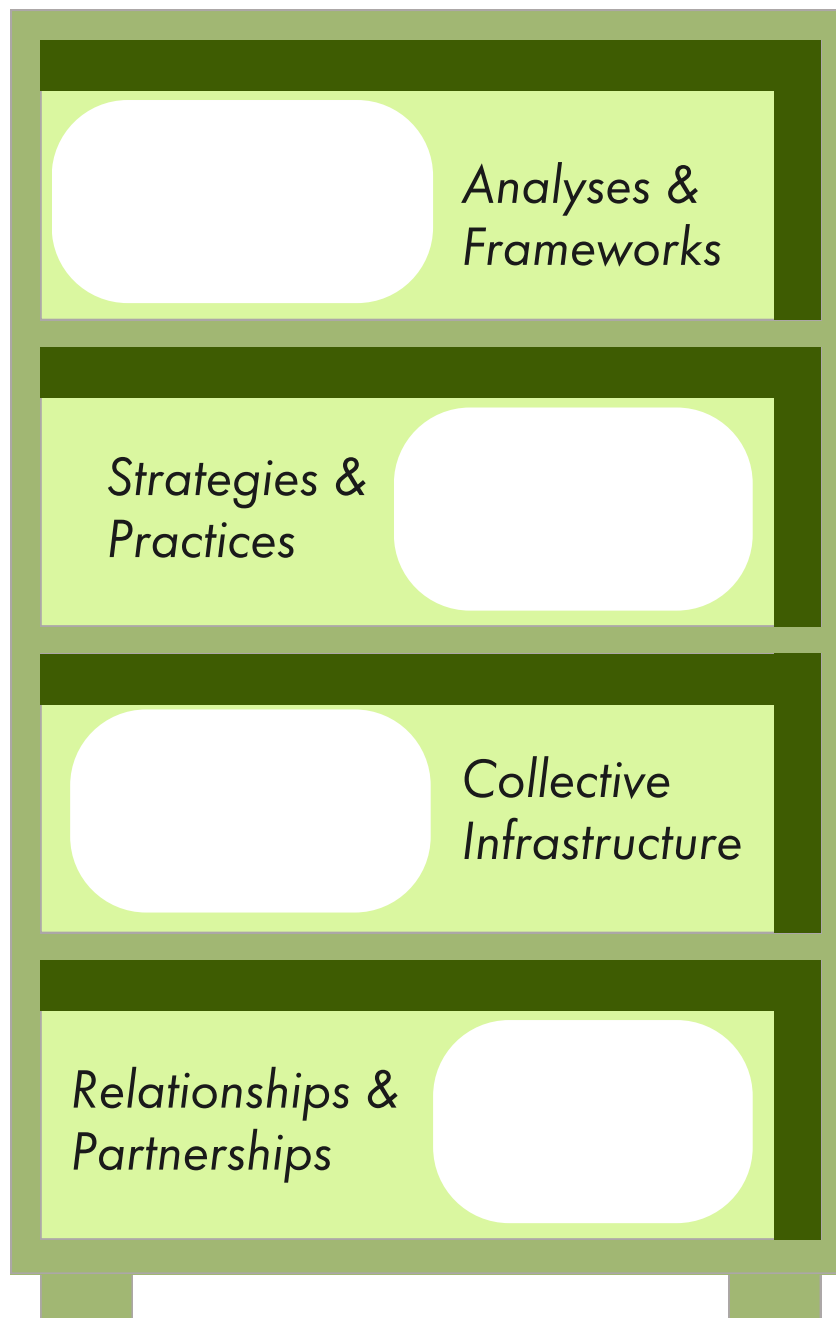 Analyses &
Frameworks
Strategies &
Practices
Collective
Infrastructure
Relationships &
Partnerships